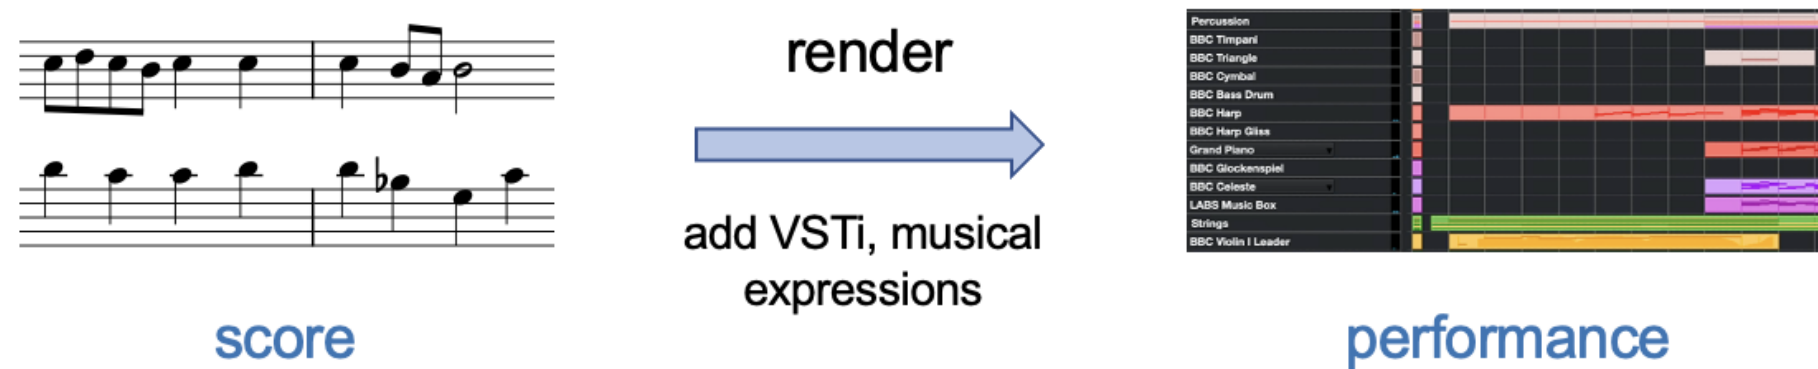 render
add VSTi, musical
expressions
score
Percussion
BBC Timpani
BBC Triangle
BBC Cymbal
BBC Bass Drum
BBC Harp
BBC Harp Gliss
Grand Piano
BBC Glockenspiel
BBC Celeste
LABS Music Box
Strings
BBC Violin I Leader
performance